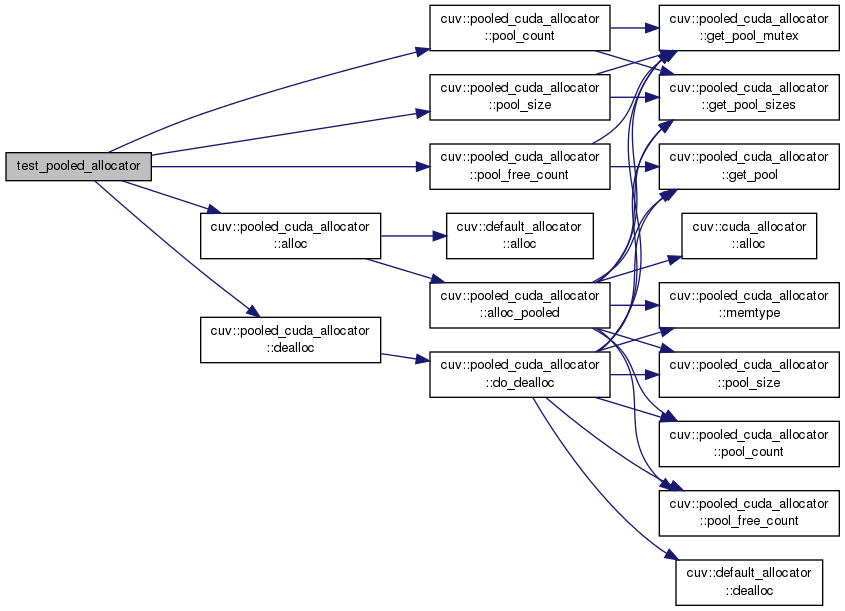 test_pooled_allocator
cuv::pooled_cuda_allocator
::alloc
cuv::pooled_cuda_allocator
::dealloc
cuv::pooled_cuda_allocator
::pool_count
cuv::pooled_cuda_allocator
::pool_size
cuv::pooled_cuda_allocator
::pool_free_count
cuv::default_allocator
::alloc
cuv::pooled_cuda_allocator
::alloc_pooled
cuv::pooled_cuda_allocator
::do_dealloc
cuv::pooled_cuda_allocator
::get_pool_mutex
cuv::pooled_cuda_allocator
::get_pool_sizes
cuv::pooled_cuda_allocator
::get_pool
cuv::cuda_allocator
::alloc
cuv::pooled_cuda_allocator
::memtype
cuv::pooled_cuda_allocator
::pool_size
cuv::pooled_cuda_allocator
::pool_count
cuv::pooled_cuda_allocator
::pool_free_count
cuv::default_allocator
::dealloc